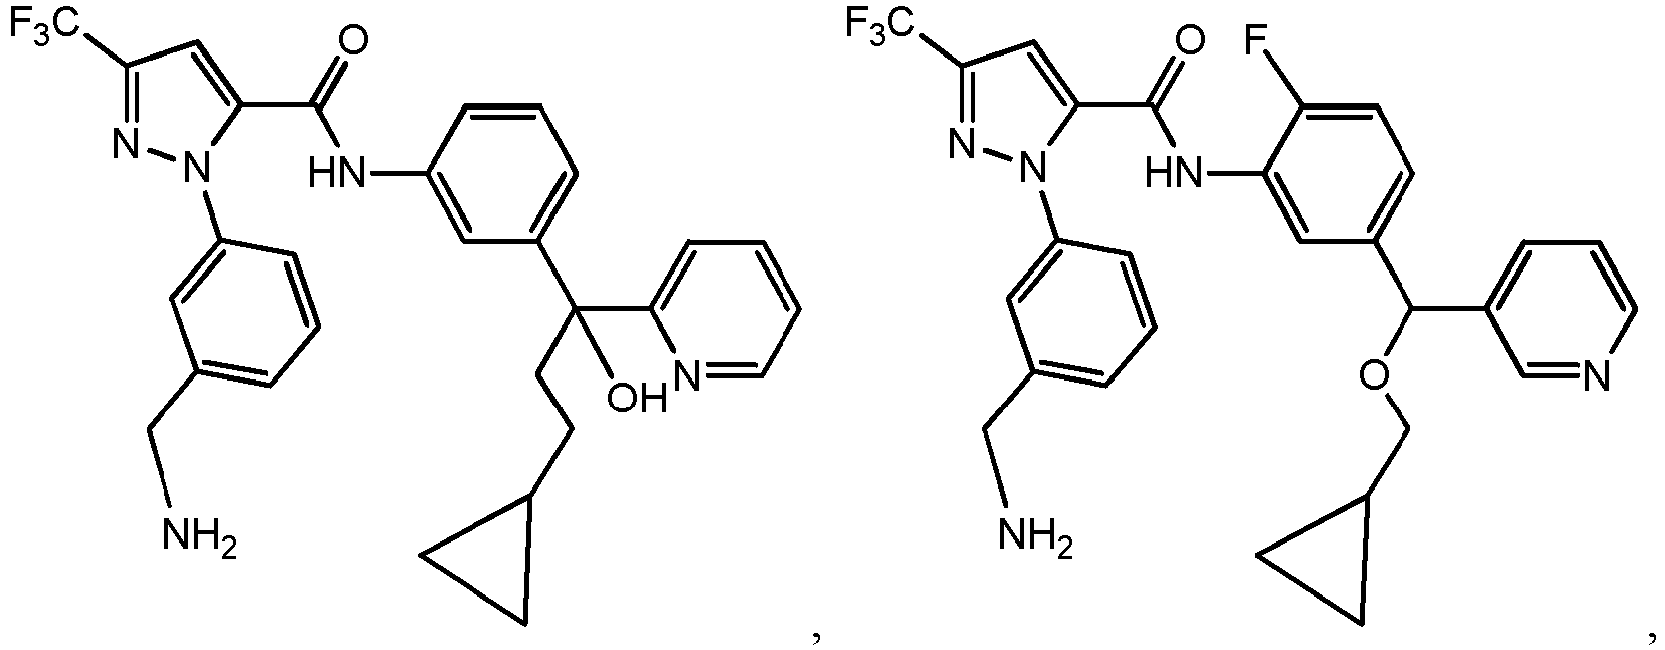 F3C O F3C O F
N N HN N N HN
N OH O N
NH2 NH2
, ,